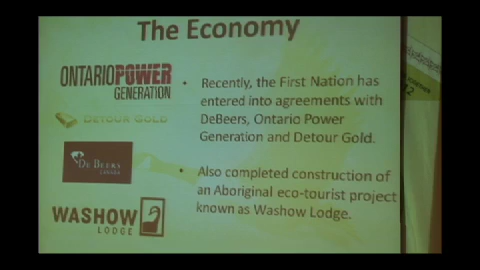 The Economy
ONTARIOPOWER
GENERATION
DETOUR GOLD
DE BEERS
CANADA
WASHOW
LODGE
• Recently, the First Nation has
entered into agreements with
DeBeers, Ontario Power
Generation and Detour Gold.
• Also completed construction of
an Aboriginal eco-tourist project
known as Washow Lodge.
12